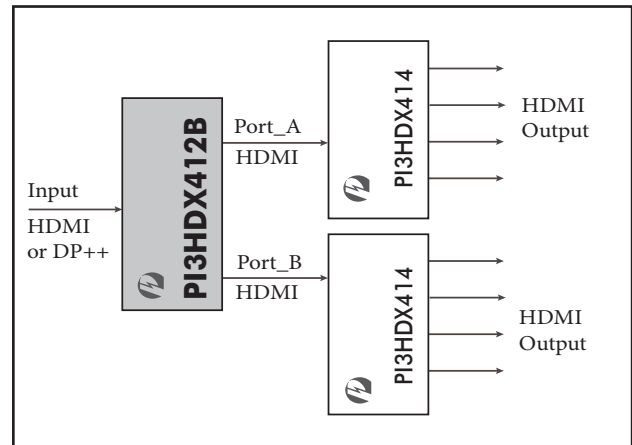 Input
HDMI
or DP++
PI3HDX412B
Port_A
HDMI
Port_B
HDMI
PI3HDX414
HDMI
Output
PI3HDX414
HDMI
Output